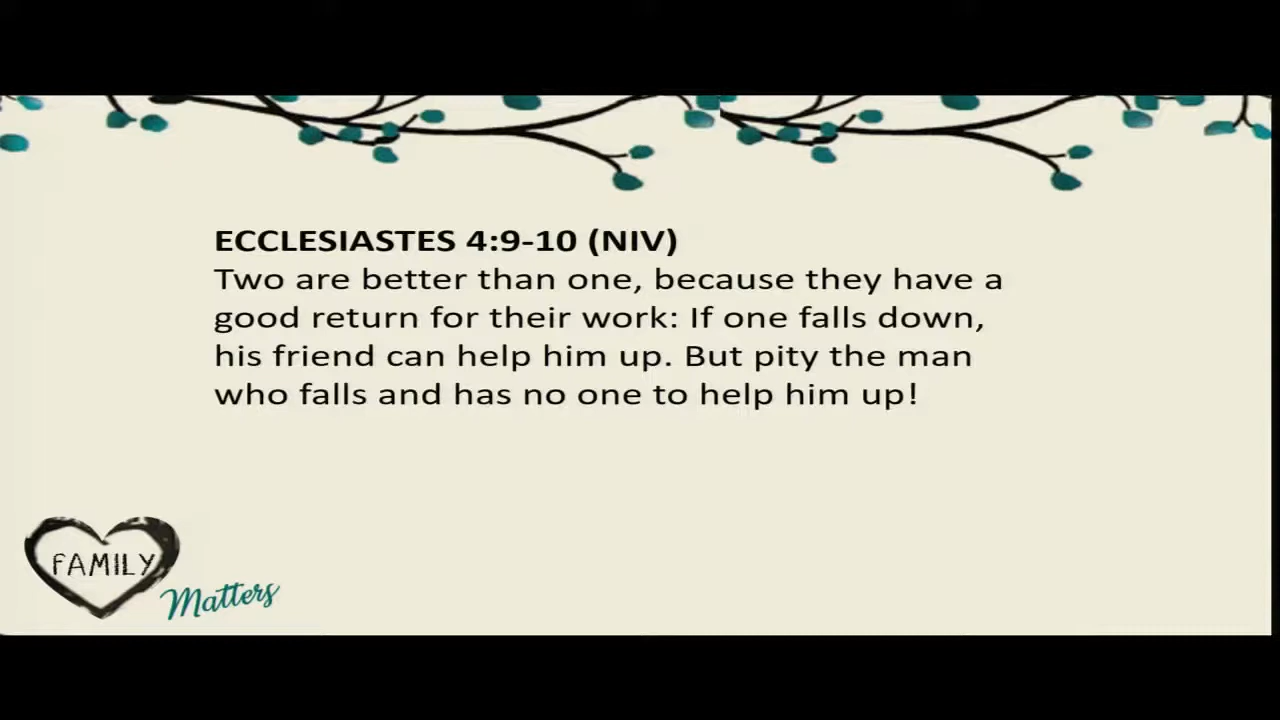 ECCLESIASTES 4:9-10 (NIV)
Two are better than one, because they have a
good return for their work: If one falls down,
his friend can help him up. But pity the man
who falls and has no one to help him up!
FAMILY
Matters